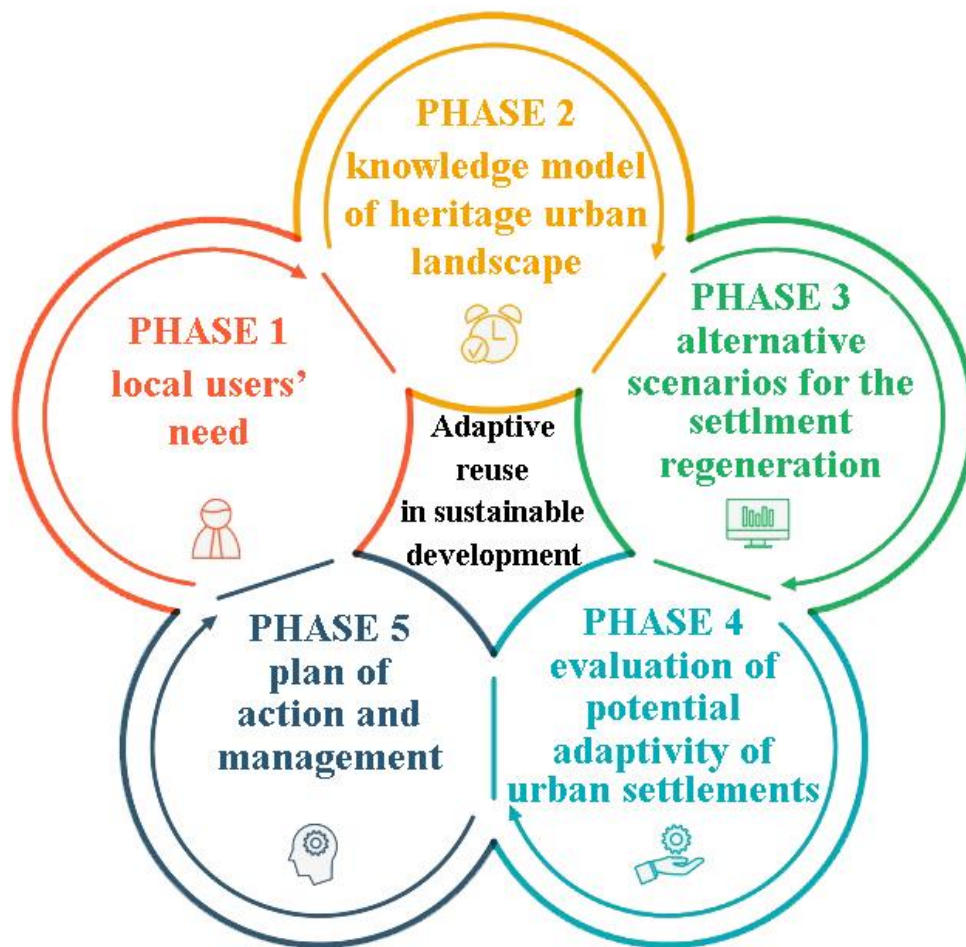 PHASE 1
local users’
need
PHASE 2
knowledge model
of heritage urban
landscape
PHASE 3
alternative
scenarios for the
settlment
regeneration
PHASE 4
evaluation of
potential
adaptivity of
urban settlements
PHASE 5
plan of
action and
management
Adaptive
reuse
in sustainable
development